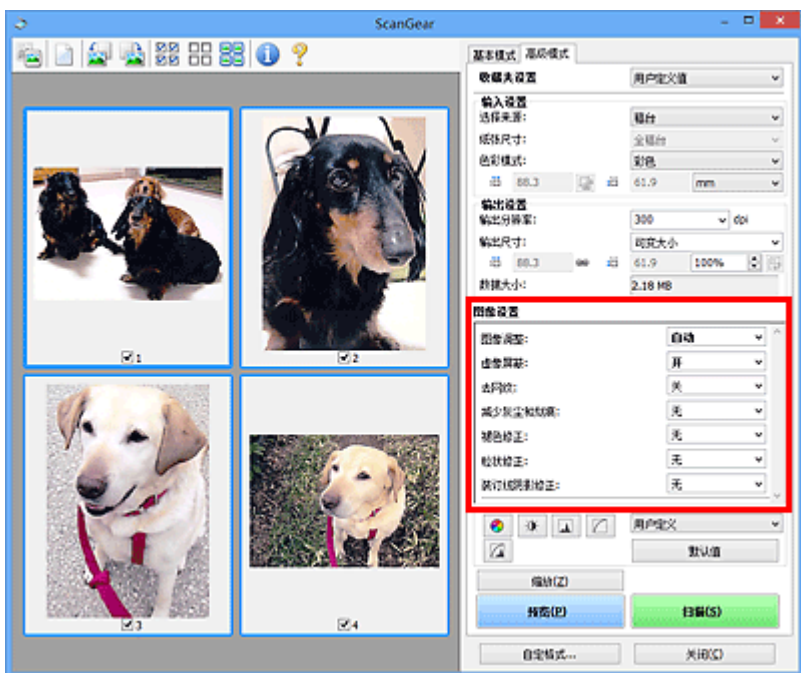 ScanGear
基本模式 高级模式
收藏夹设置 用户定义值
输入设置
选择来源: 稿台
纸张尺寸: 全稿台
色彩模式: 彩色
88.3 61.9 mm
输出设置
输出分辨率: 300 dpi
输出尺寸: 可变大小
88.3 61.9 100%
数据大小: 2.18 MB
图像设置
图像调整: 自动
虚像屏蔽: 开
去网纹: 关
减少灰尘和划痕: 无
褪色修正: 无
粒状修正: 无
装订线阴影修正: 无
用户定义
默认值
缩放(Z)
预览(P) 扫描(S)
自定模式... 关闭(C)
1
2
3
4